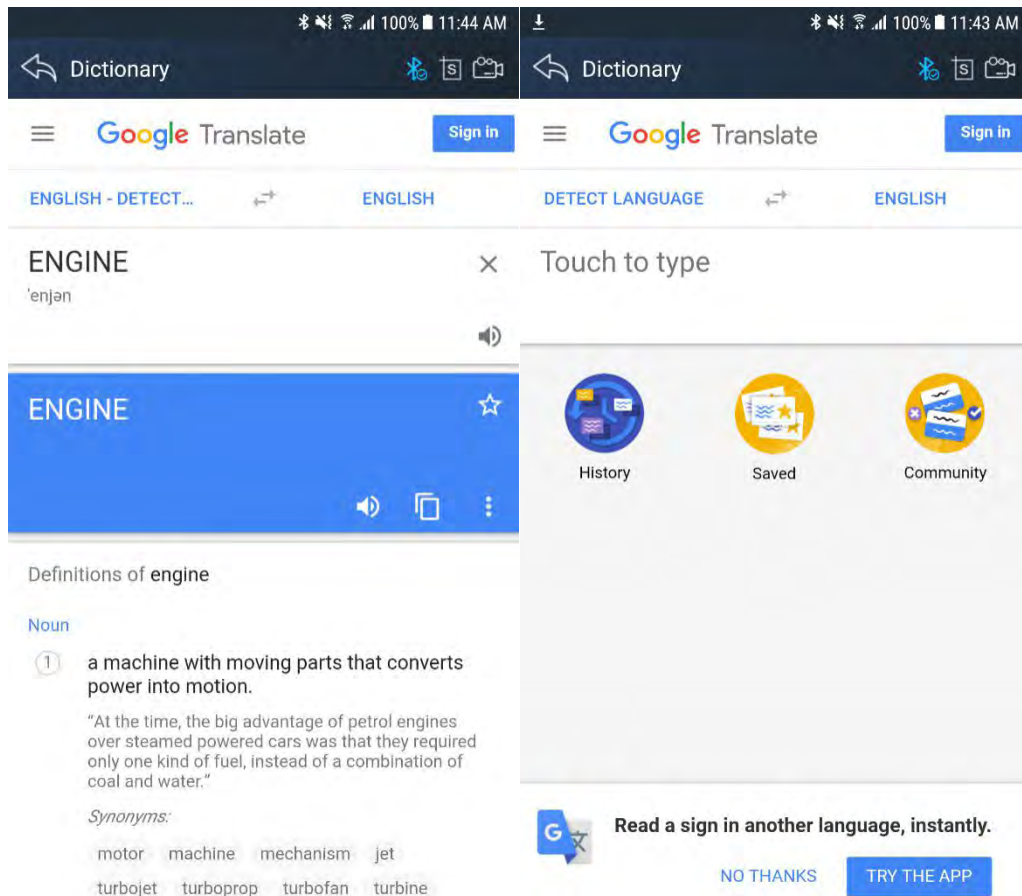 100% 11:44 AM
Dictionary
S
Google Translate
Sign in
ENGLISH - DETECT...
ENGLISH
ENGINE
'enjən
ENGINE
Definitions of engine
Noun
1
a machine with moving parts that converts
power into motion.
“At the time, the big advantage of petrol engines
over steamed powered cars was that they required
only one kind of fuel, instead of a combination of
coal and water.”
Synonyms:
motor machine mechanism jet
turbojet turboprop turbofan turbine
100% 11:43 AM
Dictionary
S
Google Translate
Sign in
DETECT LANGUAGE
ENGLISH
Touch to type
History
Saved
Community
G
Read a sign in another language, instantly.
NO THANKS
TRY THE APP